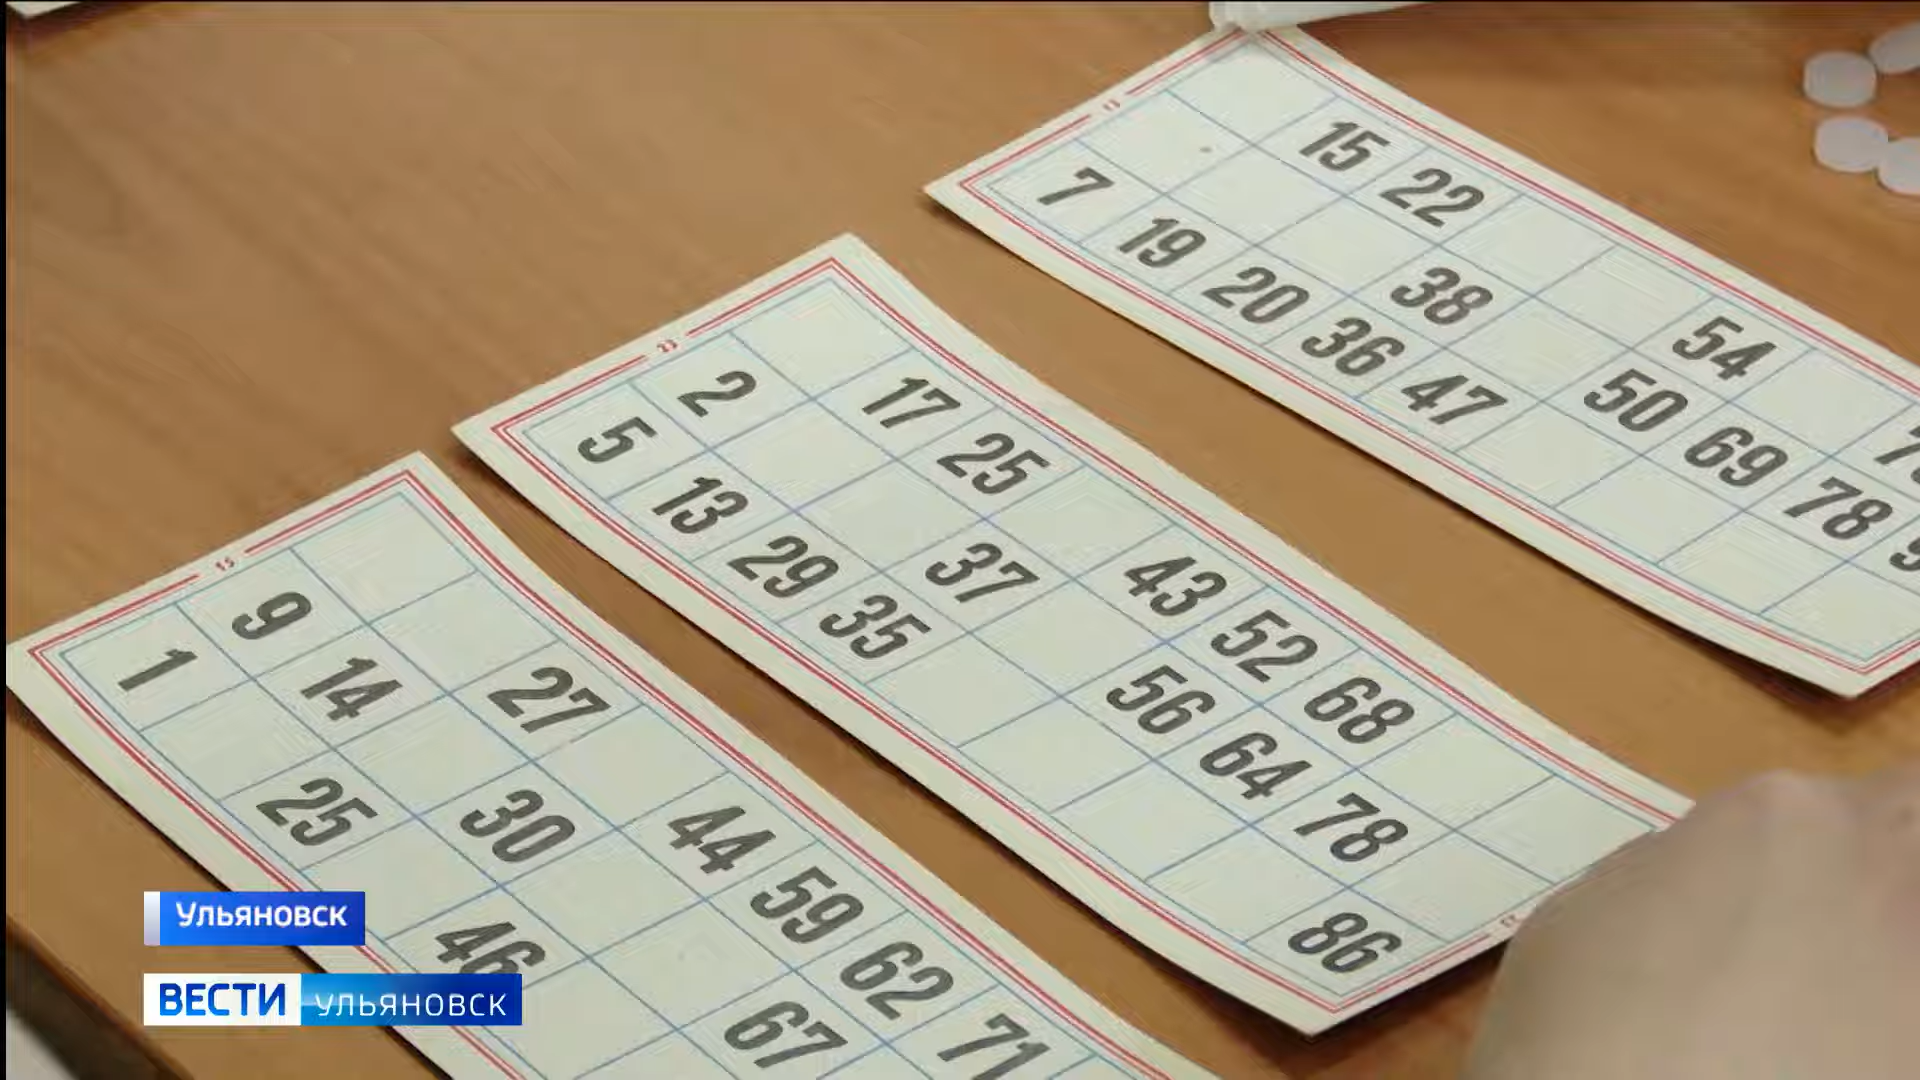 15 22 54
38 50 69 78
7 19 20 36 47
23
17 25 43 52 68
2 37 56 64 78
5 13 29 35 86
15
27 44 59 62 71
9 14 30 67
1 25 46
Ульяновск
ВЕСТИ УЛЬЯНОВСК